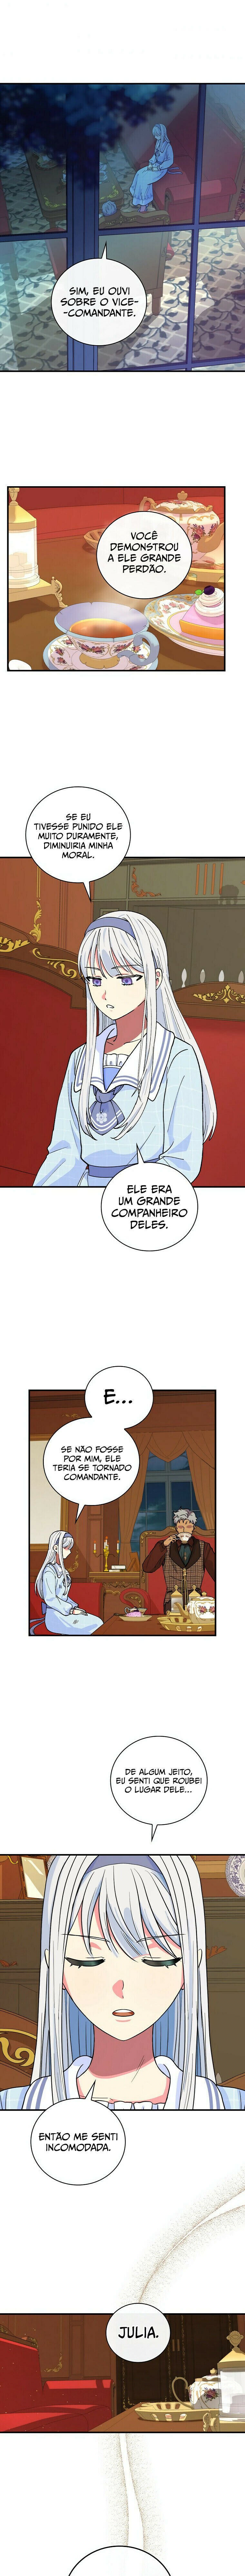 SIM, EU OUVI
SOBRE O VICE-
-COMANDANTE.
VOCÊ
DEMONSTROU
A ELE GRANDE
PERDÃO.
SE EU
TIVESSE PUNIDO ELE
MUITO DURAMENTE,
DIMINUIRIA MINHA
MORAL.
ELE ERA
UM GRANDE
COMPANHEIRO
DELES.
E...
SE NÃO FOSSE
POR MIM, ELE
TERIA SE TORNADO
COMANDANTE.
DE ALGUM JEITO,
EU SENTI QUE ROUBEI
O LUGAR DELE...
ENTÃO ME SENTI
INCOMODADA.
JULIA.